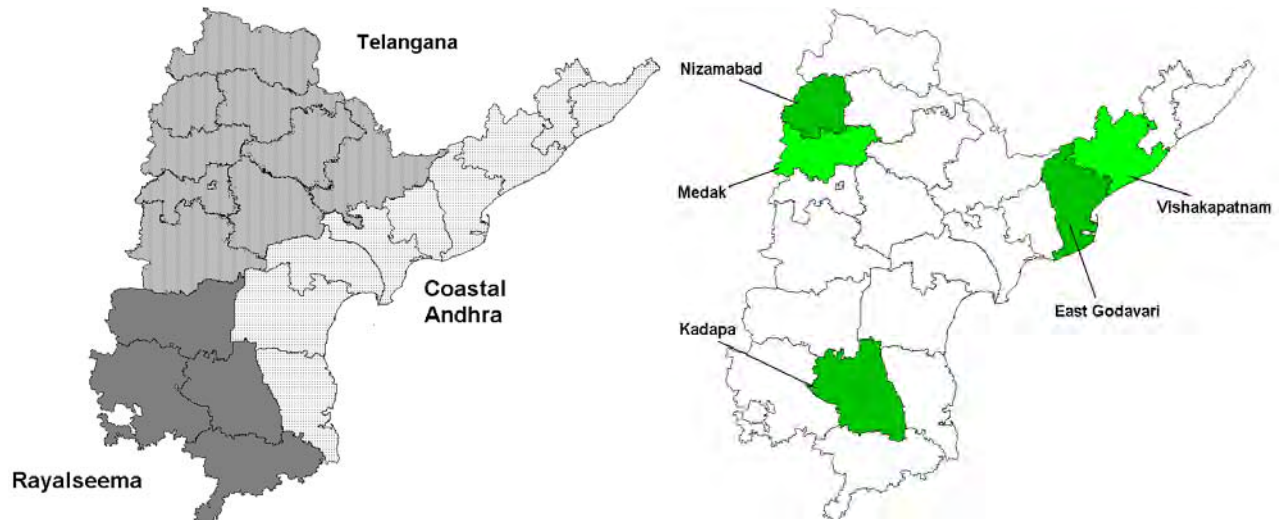 Telangana
Coastal
Andhra
Rayalseema
Nizamabad
Medak
Vishakapatnam
East Godavari
Kadapa